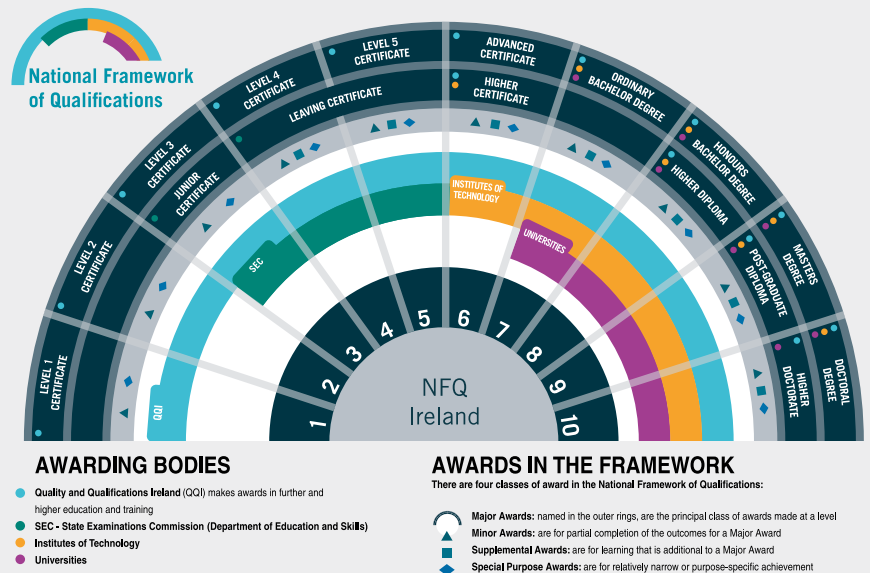 National Framework
of Qualifications
LEVEL 1
CERTIFICATE
LEVEL 2
CERTIFICATE
LEVEL 3
CERTIFICATE
LEVEL 4
CERTIFICATE
LEVEL 5
CERTIFICATE
ADVANCED
CERTIFICATE
ORDINARY
BACHELOR DEGREE
HONOURS
BACHELOR DEGREE
MASTERS
DEGREE
DOCTORAL
DEGREE
JUNIOR
CERTIFICATE
LEAVING CERTIFICATE
HIGHER
CERTIFICATE
HIGHER DIPLOMA
POST-GRADUATE
DIPLOMA
HIGHER
DOCTORATE
QQI
SEC
INSTITUTES OF
TECHNOLOGY
UNIVERSITIES
1
2
3
4
5
6
7
8
9
10
NFQ
Ireland
AWARDING BODIES
Quality and Qualifications Ireland (QQI) makes awards in further and
higher education and training
SEC - State Examinations Commission (Department of Education and Skills)
Institutes of Technology
Universities
AWARDS IN THE FRAMEWORK
There are four classes of award in the National Framework of Qualifications:
Major Awards: named in the outer rings, are the principal class of awards made at a level
Minor Awards: are for partial completion of the outcomes for a Major Award
Supplemental Awards: are for learning that is additional to a Major Award
Special Purpose Awards: are for relatively narrow or purpose-specific achievement